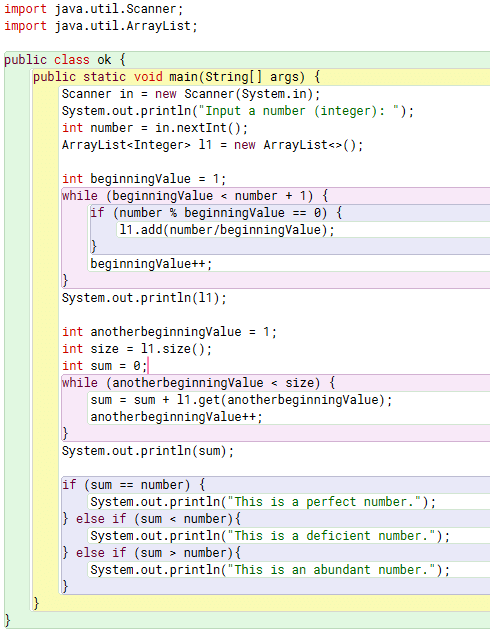 import java.util.Scanner;
import java.util.ArrayList;

public class ok {
    public static void main(String[] args) {
        Scanner in = new Scanner(System.in);
        System.out.println("Input a number (integer): ");
        int number = in.nextInt();
        ArrayList<Integer> l1 = new ArrayList<>();

        int beginningValue = 1;
        while (beginningValue < number + 1) {
            if (number % beginningValue == 0) {
                l1.add(number/beginningValue);
            }
            beginningValue++;
        }
        System.out.println(l1);

        int anotherbeginningValue = 1;
        int size = l1.size();
        int sum = 0;
        while (anotherbeginningValue < size) {
            sum = sum + l1.get(anotherbeginningValue);
            anotherbeginningValue++;
        }
        System.out.println(sum);

        if (sum == number) {
            System.out.println("This is a perfect number.");
        } else if (sum < number){
            System.out.println("This is a deficient number.");
        } else if (sum > number){
            System.out.println("This is an abundant number.");
        }
    }
}